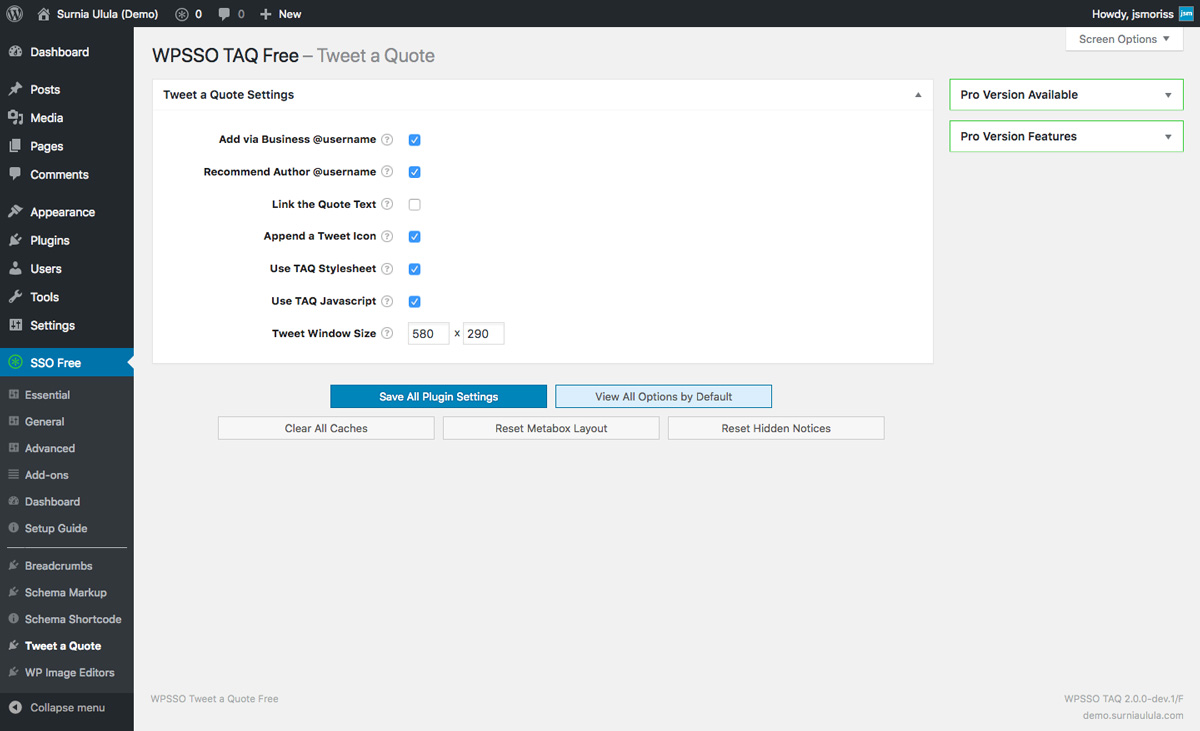 Surnia Ulula (Demo) 0 0 New Howdy, jsmoriss jsm
Screen Options
Dashboard
Posts
Media
Pages
Comments
Appearance
Plugins
Users
Tools
Settings
SSO Free
Essential
General
Advanced
Add-ons
Dashboard
Setup Guide
Breadcrumbs
Schema Markup
Schema Shortcode
Tweet a Quote
WP Image Editors
Collapse menu
WPSSO TAQ Free – Tweet a Quote
Tweet a Quote Settings
Add via Business @username ?
Recommend Author @username ?
Link the Quote Text ?
Append a Tweet Icon ?
Use TAQ Stylesheet ?
Use TAQ Javascript ?
Tweet Window Size ? 580 x 290
Save All Plugin Settings View All Options by Default
Clear All Caches Reset Metabox Layout Reset Hidden Notices
Pro Version Available
Pro Version Features
WPSSO Tweet a Quote Free
WPSSO TAQ 2.0.0-dev.1/F
demo.surniaulula.com